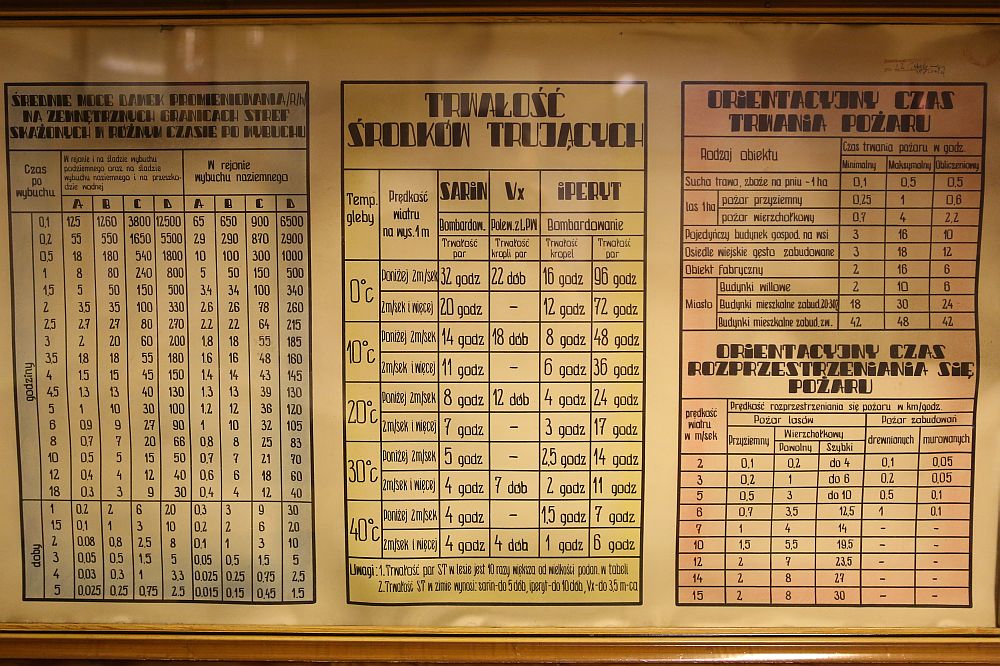 ŚREDNIE MOCE DAWEK PROMIENIOWANIA/R/h/
NA ZEWNĘTRZNYCH GRANICACH STREF
SKAŻONYCH W RÓŻNYM CZASIE PO WYBUCHU
Czas po wybuchu
W rejonie i na śladzie wybuchu
podziemnego oraz na śladzie
wybuchu naziemnego i na przeszko-
dzie wodnej
W rejonie
wybuchu naziemnego
A B C D A B C D
godziny
0,1 125 1260 3800 12500 65 650 900 6500
0,2 55 550 1650 5500 29 290 870 2900
0,5 18 180 540 1800 10 100 300 1000
1 8 80 240 800 5 50 150 500
1,5 5 50 150 500 3,4 34 100 340
2 3,5 35 100 330 2.6 26 78 260
2,5 2.7 27 80 270 2.2 22 64 215
3 2 20 60 200 1.8 18 55 185
3,5 1.8 18 55 180 1.6 16 48 160
4 1.5 15 45 150 1.4 14 43 145
4,5 1.3 13 40 130 1.3 13 39 130
5 1 10 30 100 1.2 12 36 120
6 0,9 9 27 90 1 10 32 105
8 0,7 7 20 66 0,8 8 25 83
10 0,5 5 15 50 0,7 7 21 70
12 0,4 4 12 40 0,6 6 18 60
18 0,3 3 9 30 0,4 4 12 40
doby
1 0,2 2 6 20 0,3 3 9 30
1,5 0,1 1 3 10 0,2 2 6 20
2 0,08 0,8 2,5 8 0,1 1 3 10
3 0,05 0,5 1,5 5 0,05 0,5 1.5 5
4 0,03 0,3 1 3,3 0,025 0,25 0,75 2,5
5 0,025 0,25 0,75 2,5 0,015 0,15 0,45 1.5
TRWAŁOŚĆ
ŚRODKÓW TRUJĄCYCH
Temp. gleby
Prędkość wiatru na wys. 1 m
SARIN Vx IPERYT
Bombardow. Polew. z L.P.W Bombardowanie
Trwałość par Trwałość kropli par Trwałość kropel Trwałość par
0°c
Poniżej 2m/sek 32 godz 22 dób 16 godz 96 godz
2m/sek i więcej 20 godz – 12 godz 72 godz
10°c
Poniżej 2m/sek 14 godz 18 dób 8 godz 48 godz
2m/sek i więcej 11 godz – 6 godz 36 godz
20°c
Poniżej 2m/sek 8 godz 12 dób 4 godz 24 godz
2m/sek i więcej 7 godz – 3 godz 17 godz
30°c
Poniżej 2m/sek 5 godz – 2,5 godz 14 godz
2m/sek i więcej 4 godz 7 dób 2 godz 11 godz
40°c
Poniżej 2m/sek 4 godz – 1,5 godz 7 godz
2m/sek i więcej 4 godz 4 dób 1 godz 6 godz
Uwagi: 1. Trwałość par ST w lesie jest 10 razy większa od wielkości podan. w tabeli
2. Trwałość ST w zimie wynosi: sarin-do 5 dób, iperyt-do 10 dób, Vx-do 3,5 m-ca.
ORIENTACYJNY CZAS
TRWANIA POŻARU
Rodzaj obiektu
Czas trwania pożaru w godz.
Minimalny Maksymalny Obliczeniowy
Sucha trawa, zboże na pniu ~1 ha 0,1 0,5 0,5
las 1 ha
pożar przyziemny 0,25 1 0,6
pożar wierzchołkowy 0,7 4 2,2
Pojedyńczy budynek gospod. na wsi 3 16 10
Osiedle wiejskie gęsto zabudowane 3 18 12
Obiekt fabryczny 2 16 6
Miasto
Budynki willowe 2 10 6
Budynki mieszkalne zabud. 20-30% 18 30 24
Budynki mieszkalne zabud. zw. 42 48 42
ORIENTACYJNY CZAS
ROZPRZESTRZENIANIA SIĘ
POŻARU
prędkość wiatru w m/sek
Prędkość rozprzestrzeniania się pożaru w km/godz.
Pożar lasów Pożar zabudowań
Przyziemny Wierzchołkowy drewnianych murowanych
Powolny Szybki
2 0,1 0,2 do 4 0,1 0,05
3 0,2 1 do 6 0,2 0,05
5 0,5 3 do 10 0,5 0,1
6 0,7 3,5 12,5 1 0,1
7 1 4 14 – –
10 1,5 5,5 19,5 – –
12 2 7 23,5 – –
14 2 8 27 – –
15 2 8 30 – –